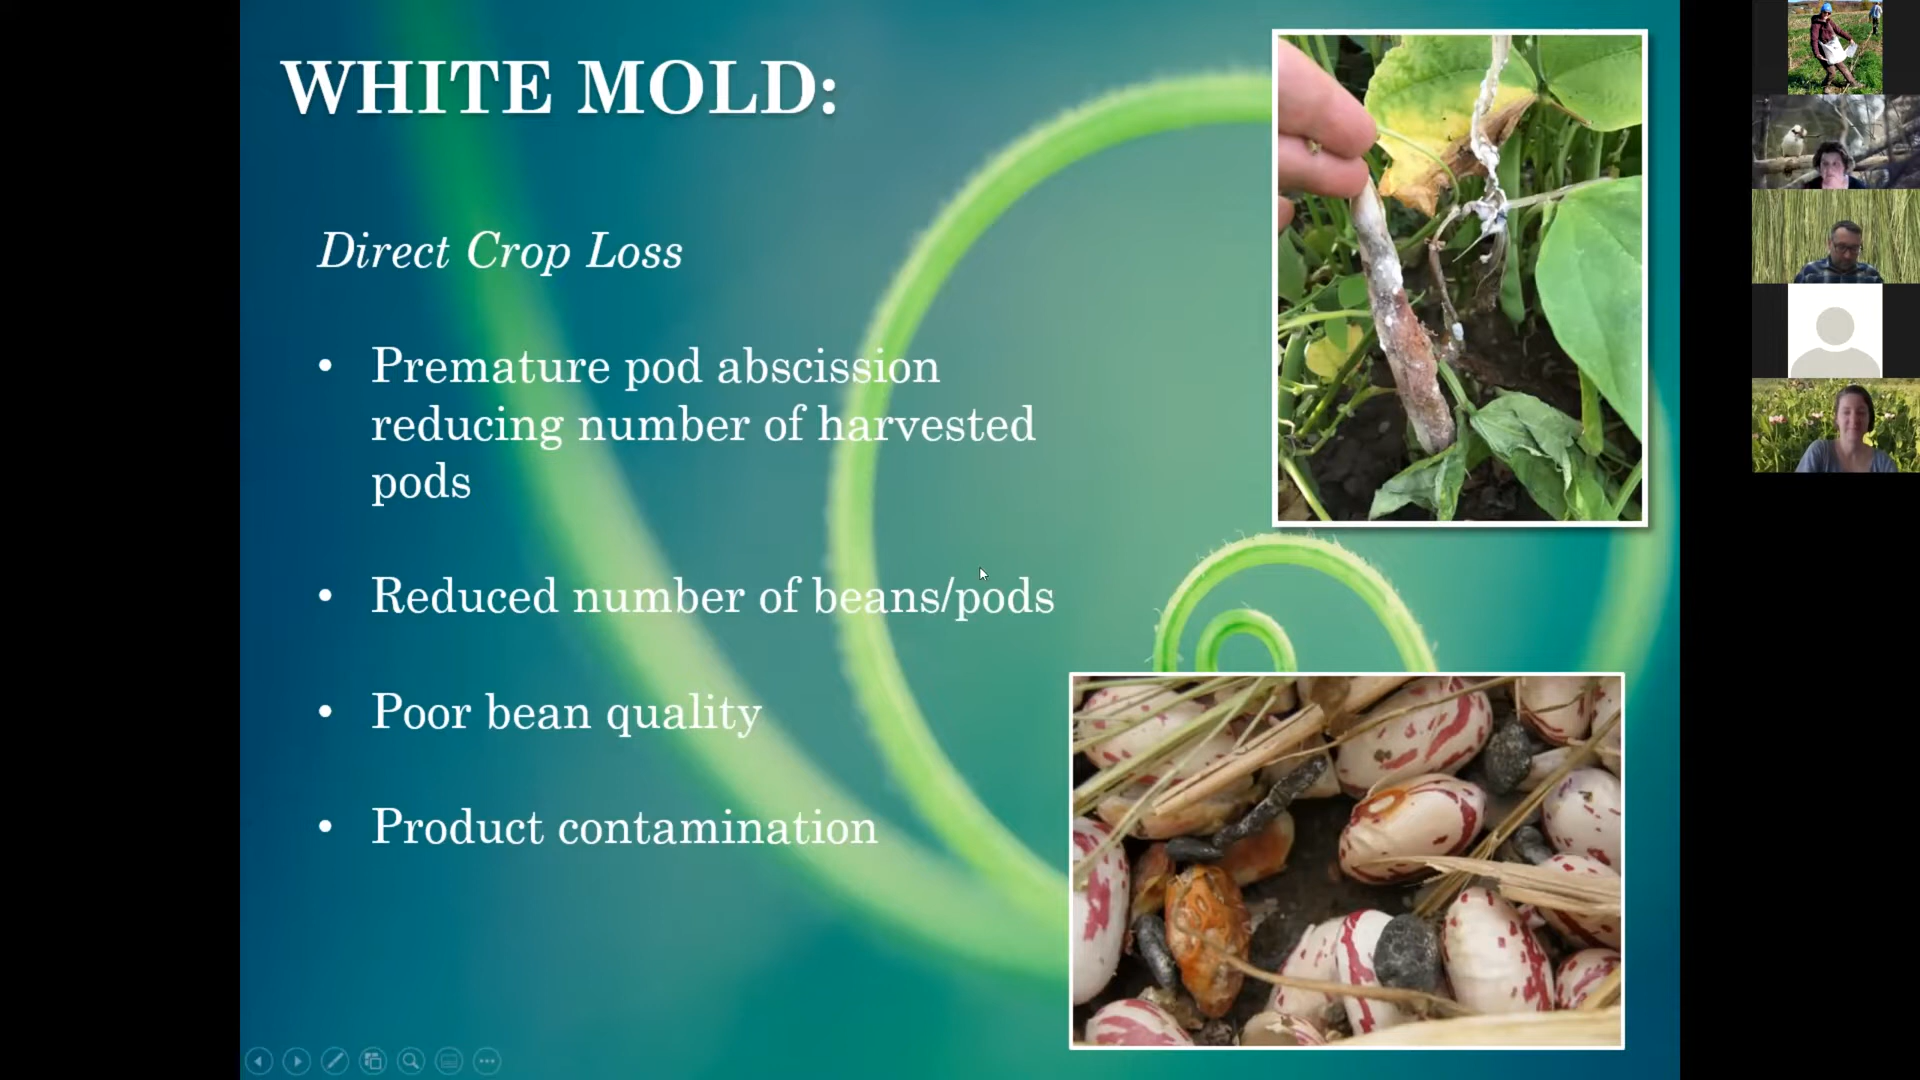 WHITE MOLD:
Direct Crop Loss
• Premature pod abscission
reducing number of harvested
pods
• Reduced number of beans/pods
• Poor bean quality
• Product contamination